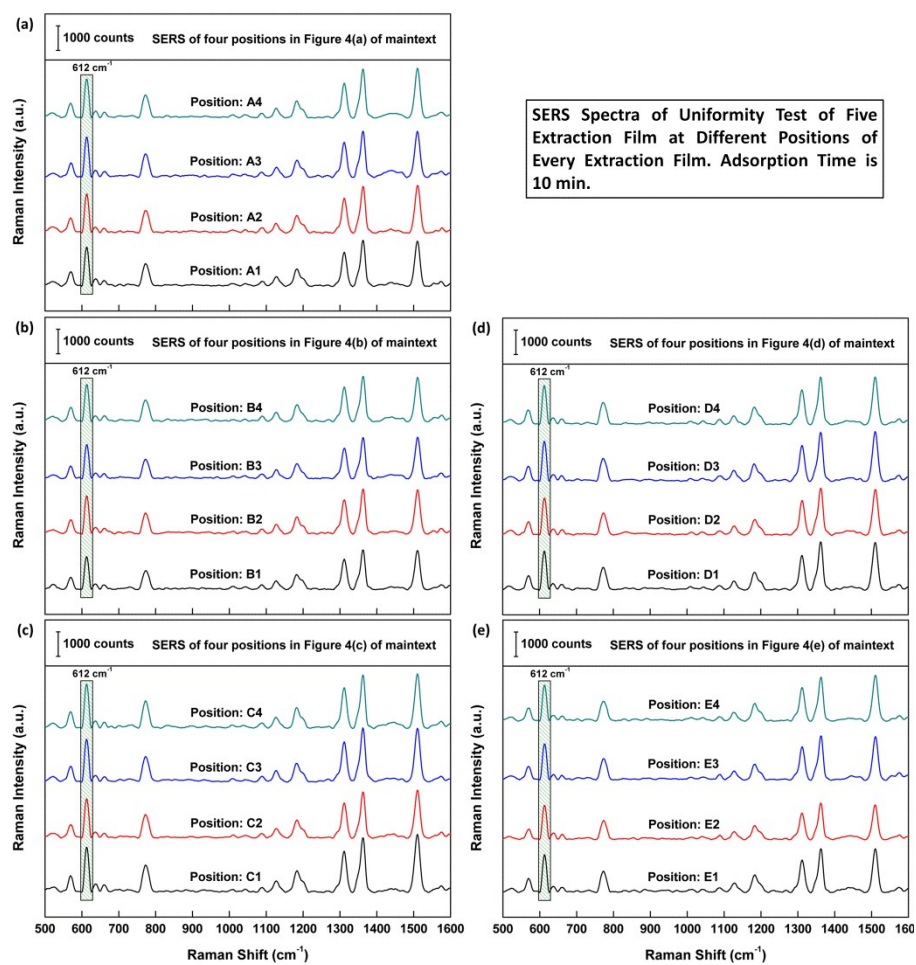 (a)
1000 counts SERS of four positions in Figure 4(a) of maintext
612 cm⁻¹
Position: A4
Position: A3
Position: A2
Position: A1
Raman Intensity (a.u.)
SERS Spectra of Uniformity Test of Five
Extraction Film at Different Positions of
Every Extraction Film. Adsorption Time is
10 min.
(b)
1000 counts SERS of four positions in Figure 4(b) of maintext
612 cm⁻¹
Position: B4
Position: B3
Position: B2
Position: B1
Raman Intensity (a.u.)
(c)
1000 counts SERS of four positions in Figure 4(c) of maintext
612 cm⁻¹
Position: C4
Position: C3
Position: C2
Position: C1
Raman Intensity (a.u.)
500 600 700 800 900 1000 1100 1200 1300 1400 1500 1600
Raman Shift (cm⁻¹)
(d)
1000 counts SERS of four positions in Figure 4(d) of maintext
612 cm⁻¹
Position: D4
Position: D3
Position: D2
Position: D1
Raman Intensity (a.u.)
(e)
1000 counts SERS of four positions in Figure 4(e) of maintext
612 cm⁻¹
Position: E4
Position: E3
Position: E2
Position: E1
Raman Intensity (a.u.)
500 600 700 800 900 1000 1100 1200 1300 1400 1500 1600
Raman Shift (cm⁻¹)